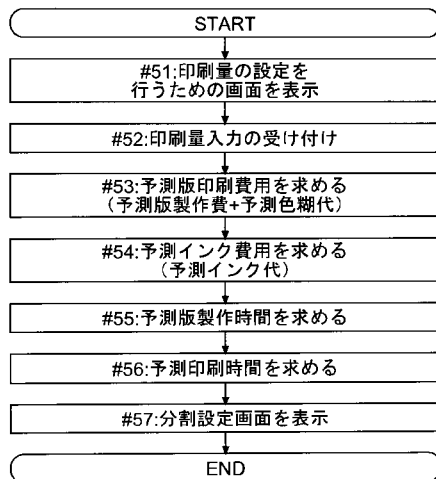 START
#51:印刷量の設定を
行うための画面を表示
#52:印刷量入力の受け付け
#53:予測版印刷費用を求める
(予測版製作費+予測色糊代)
#54:予測インク費用を求める
(予測インク代)
#55:予測版製作時間を求める
#56:予測印刷時間を求める
#57:分割設定画面を表示
END